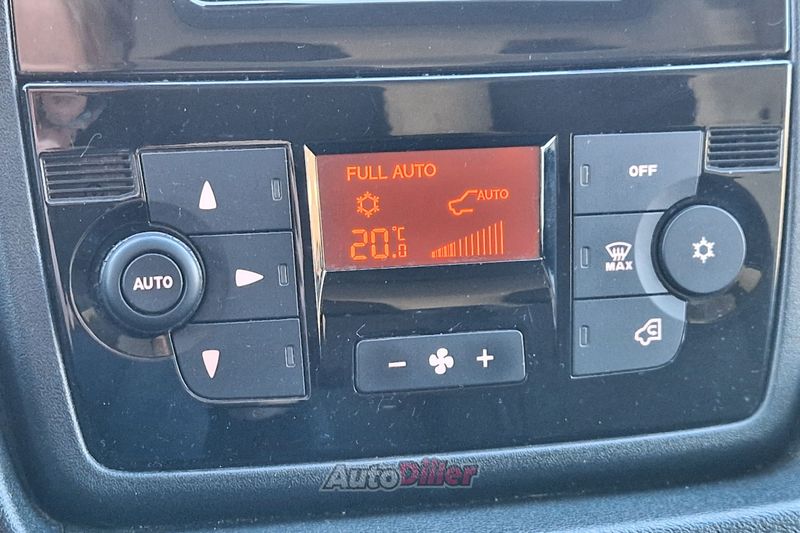 FULL AUTO
AUTO
20.0 °C
OFF
MAX
AUTO
- +
C
AutoDiller